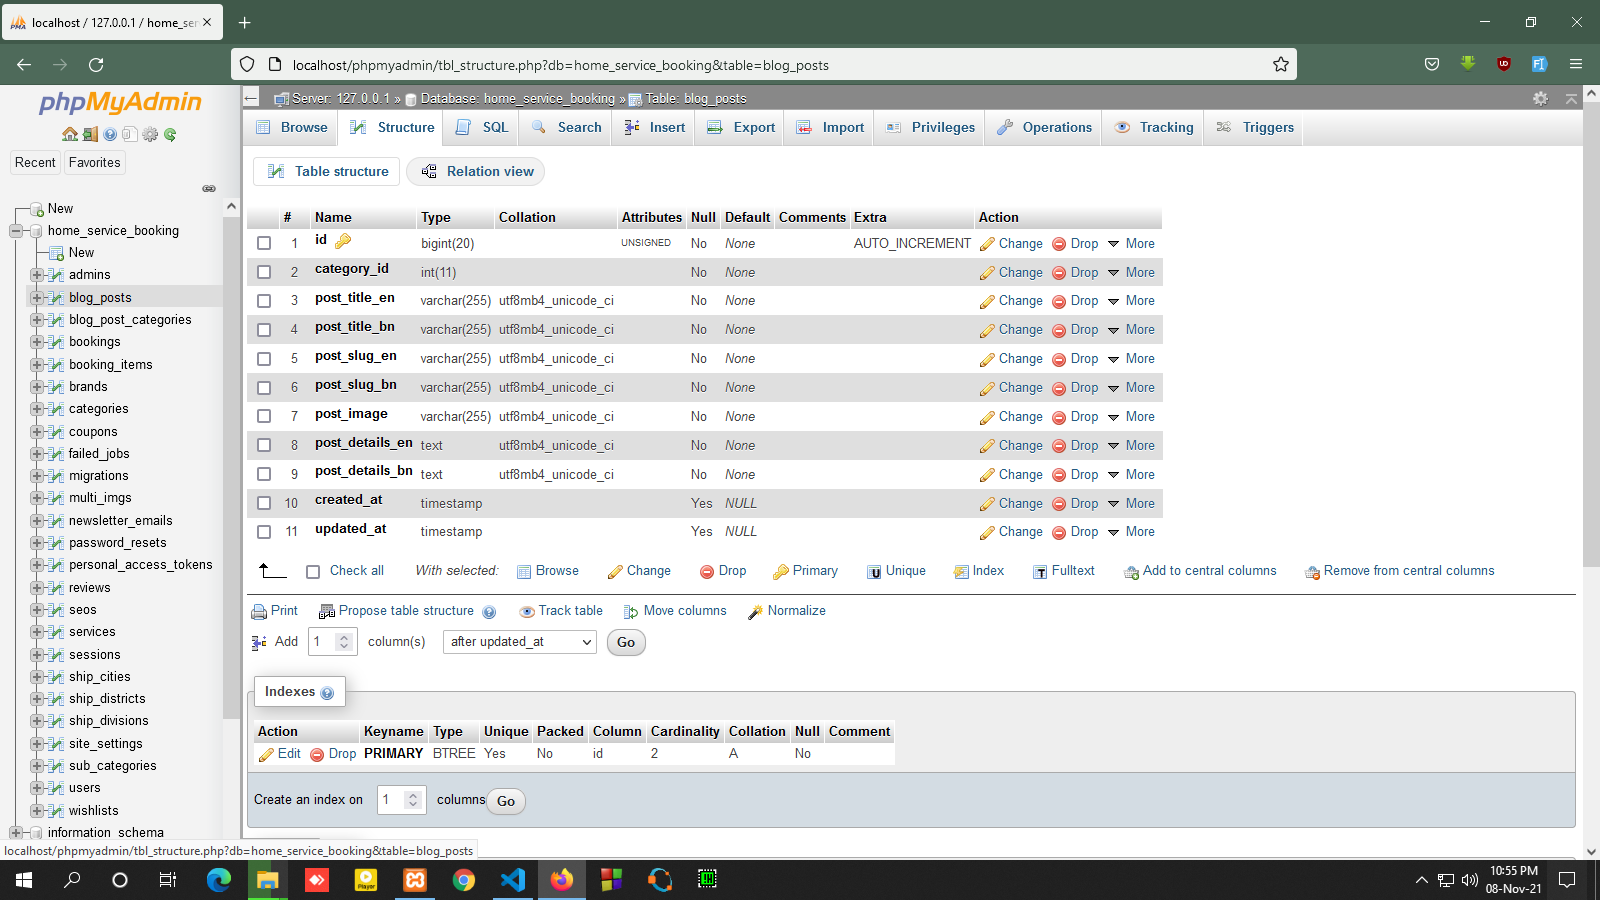 localhost / 127.0.0.1 / home_ser
localhost/phpmyadmin/tbl_structure.php?db=home_service_booking&table=blog_posts
phpMyAdmin
Recent Favorites
New
home_service_booking
New
admins
blog_posts
blog_post_categories
bookings
booking_items
brands
categories
coupons
failed_jobs
migrations
multi_imgs
newsletter_emails
password_resets
personal_access_tokens
reviews
seos
services
sessions
ship_cities
ship_districts
ship_divisions
site_settings
sub_categories
users
wishlists
information_schema
Server: 127.0.0.1 » Database: home_service_booking » Table: blog_posts
Browse Structure SQL Search Insert Export Import Privileges Operations Tracking Triggers
Table structure Relation view
# Name Type Collation Attributes Null Default Comments Extra Action
1 id bigint(20) UNSIGNED No None AUTO_INCREMENT Change Drop More
2 category_id int(11) No None Change Drop More
3 post_title_en varchar(255) utf8mb4_unicode_ci No None Change Drop More
4 post_title_bn varchar(255) utf8mb4_unicode_ci No None Change Drop More
5 post_slug_en varchar(255) utf8mb4_unicode_ci No None Change Drop More
6 post_slug_bn varchar(255) utf8mb4_unicode_ci No None Change Drop More
7 post_image varchar(255) utf8mb4_unicode_ci No None Change Drop More
8 post_details_en text utf8mb4_unicode_ci No None Change Drop More
9 post_details_bn text utf8mb4_unicode_ci No None Change Drop More
10 created_at timestamp Yes NULL Change Drop More
11 updated_at timestamp Yes NULL Change Drop More
Check all With selected: Browse Change Drop Primary Unique Index Fulltext Add to central columns Remove from central columns
Print Propose table structure Track table Move columns Normalize
Add 1 column(s) after updated_at Go
Indexes
Action Keyname Type Unique Packed Column Cardinality Collation Null Comment
Edit Drop PRIMARY BTREE Yes No id 2 A No
Create an index on 1 columns Go
localhost/phpmyadmin/tbl_structure.php?db=home_service_booking&table=blog_posts
10:55 PM
08-Nov-21